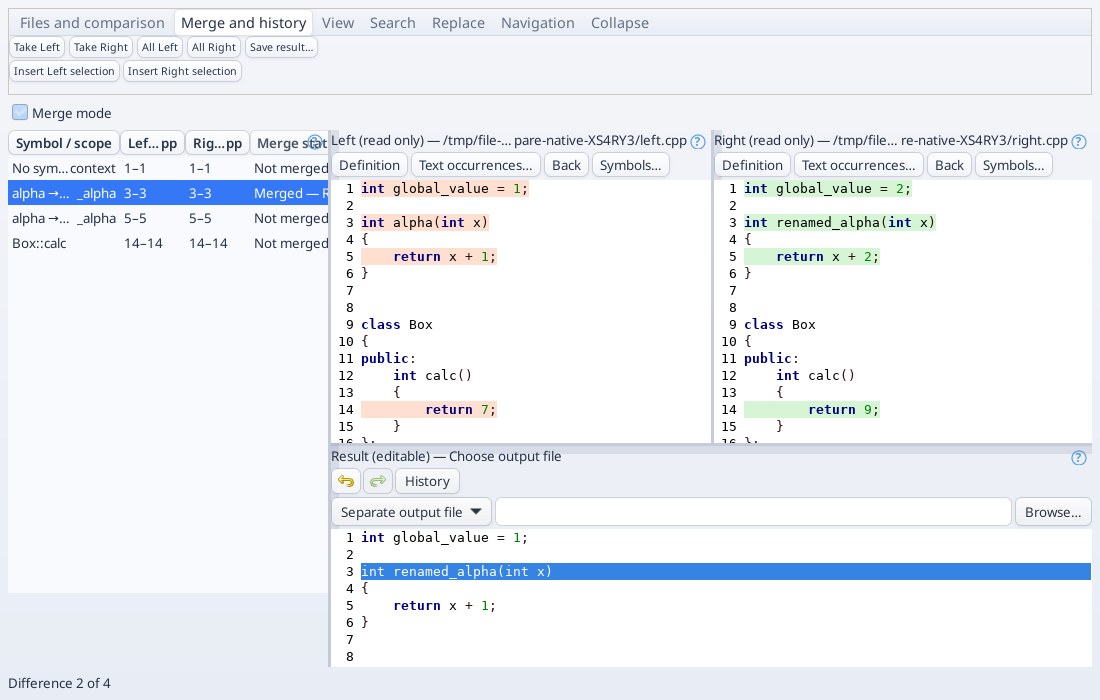 Files and comparison Merge and history View Search Replace Navigation Collapse
Take Left Take Right All Left All Right Save result...
Insert Left selection Insert Right selection
Merge mode
Symbol / scope Lef...pp Rig...pp Merge stat
No sym...context 1–1 1–1 Not merged
alpha →... _alpha 3–3 3–3 Merged — R
alpha →... _alpha 5–5 5–5 Not merged
Box::calc 14–14 14–14 Not merged
Left (read only) — /tmp/file-... pare-native-XS4RY3/left.cpp
Definition Text occurrences... Back Symbols...
1 int global_value = 1;
2
3 int alpha(int x)
4 {
5     return x + 1;
6 }
7
8
9 class Box
10 {
11 public:
12     int calc()
13     {
14         return 7;
15     }
16 };
Right (read only) — /tmp/file... re-native-XS4RY3/right.cpp
Definition Text occurrences... Back Symbols...
1 int global_value = 2;
2
3 int renamed_alpha(int x)
4 {
5     return x + 2;
6 }
7
8
9 class Box
10 {
11 public:
12     int calc()
13     {
14         return 9;
15     }
16 };
Result (editable) — Choose output file
History
Separate output file Browse...
1 int global_value = 1;
2
3 int renamed_alpha(int x)
4 {
5     return x + 1;
6 }
7
8
Difference 2 of 4